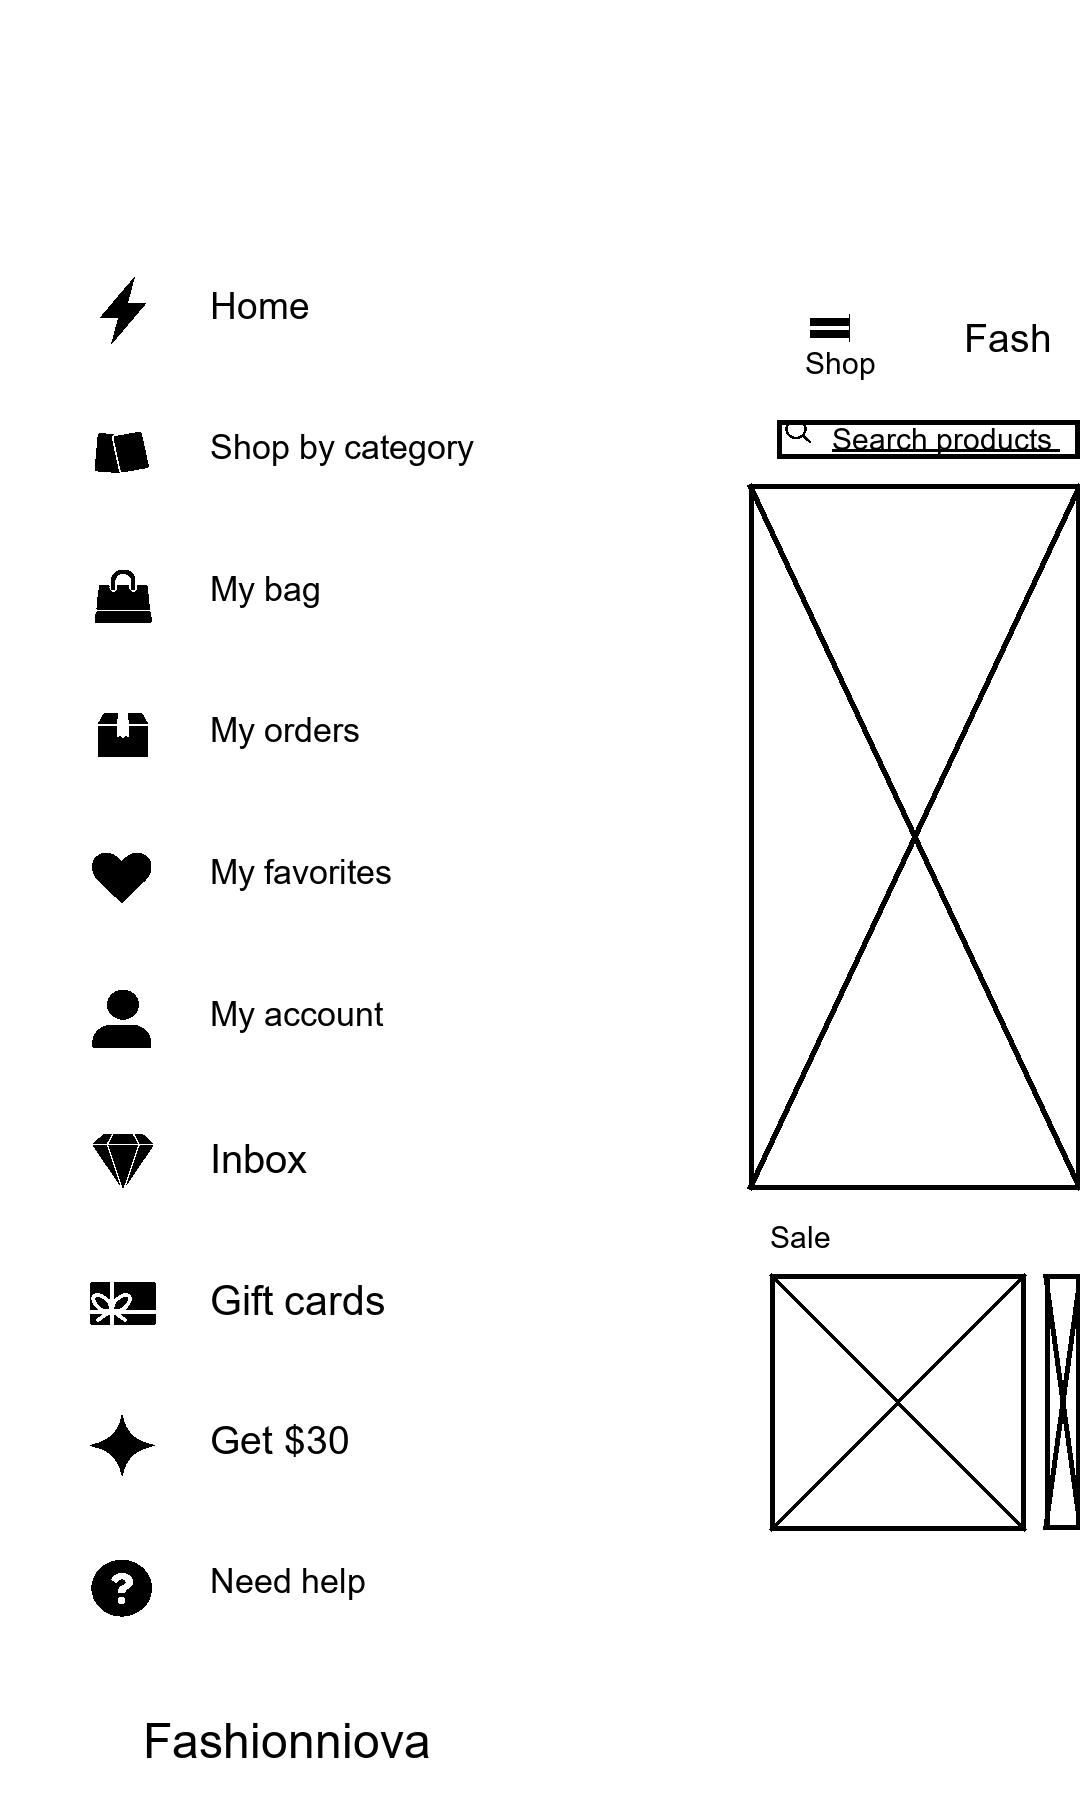 Home
Shop by category
My bag
My orders
My favorites
My account
Inbox
Gift cards
Get $30
Need help
Fashionniova
Shop
Fash
Search products
Sale